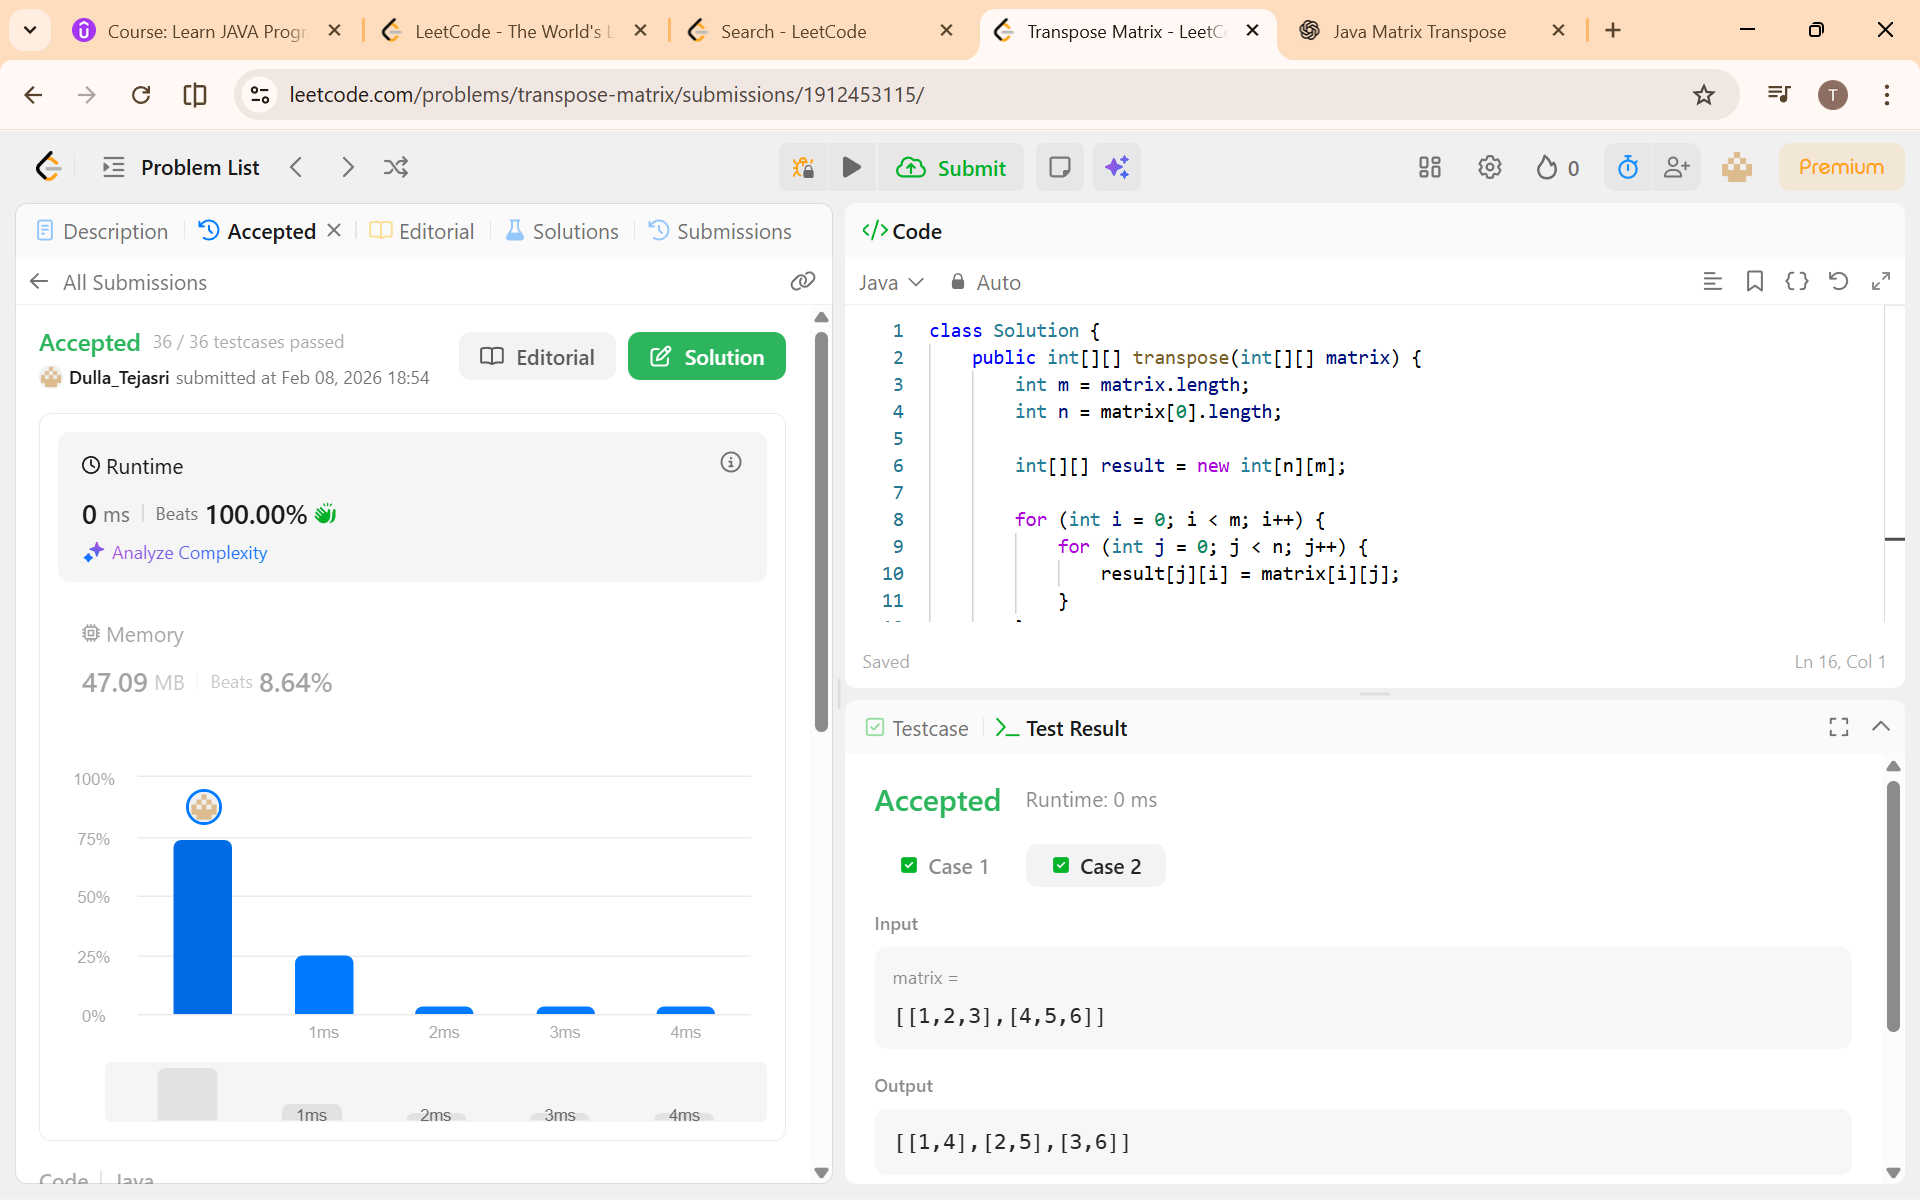 Course: Learn JAVA Progr
LeetCode - The World's L
Search - LeetCode
Transpose Matrix - LeetC
Java Matrix Transpose
leetcode.com/problems/transpose-matrix/submissions/1912453115/
T
Problem List
Submit
0
Premium
Description
Accepted
Editorial
Solutions
Submissions
All Submissions
Accepted 36 / 36 testcases passed
Dulla_Tejasri submitted at Feb 08, 2026 18:54
Editorial
Solution
Runtime
0 ms Beats 100.00%
Analyze Complexity
Memory
47.09 MB Beats 8.64%
100%
75%
50%
25%
0%
1ms 2ms 3ms 4ms
1ms 2ms 3ms 4ms
Code | Java
</> Code
Java
Auto
1 class Solution {
2 public int[][] transpose(int[][] matrix) {
3 int m = matrix.length;
4 int n = matrix[0].length;
5
6 int[][] result = new int[n][m];
7
8 for (int i = 0; i < m; i++) {
9 for (int j = 0; j < n; j++) {
10 result[j][i] = matrix[i][j];
11 }
Saved
Ln 16, Col 1
Testcase
Test Result
Accepted Runtime: 0 ms
Case 1
Case 2
Input
matrix =
[[1,2,3],[4,5,6]]
Output
[[1,4],[2,5],[3,6]]